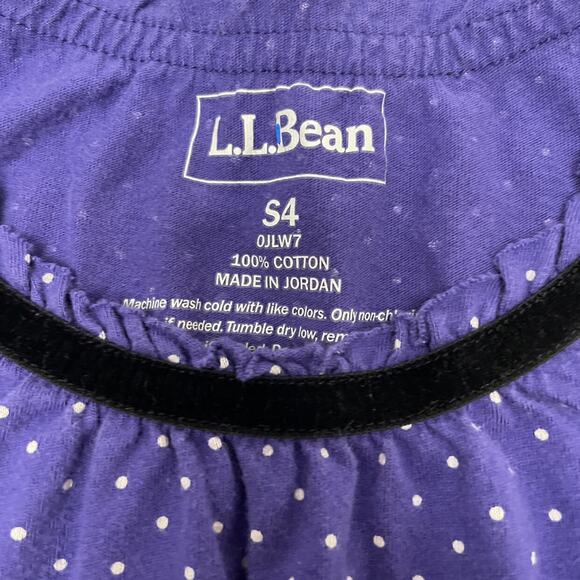 L.L.Bean
S4
0JLW7
100% COTTON
MADE IN JORDAN
Machine wash cold with like colors. Only
if needed. Tumble dry low,